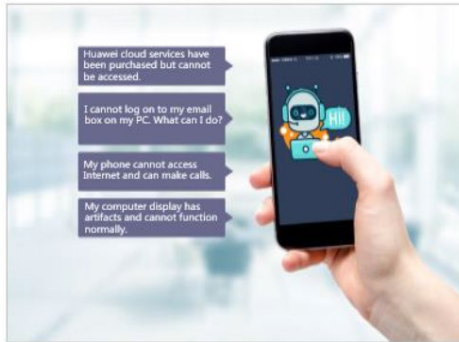 Huawei cloud services have
been purchased but cannot
be accessed.
I cannot log on to my email
box on my PC. What can I do?
My phone cannot access
Internet and can make calls.
My computer display has
artifacts and cannot function
normally.
HI!